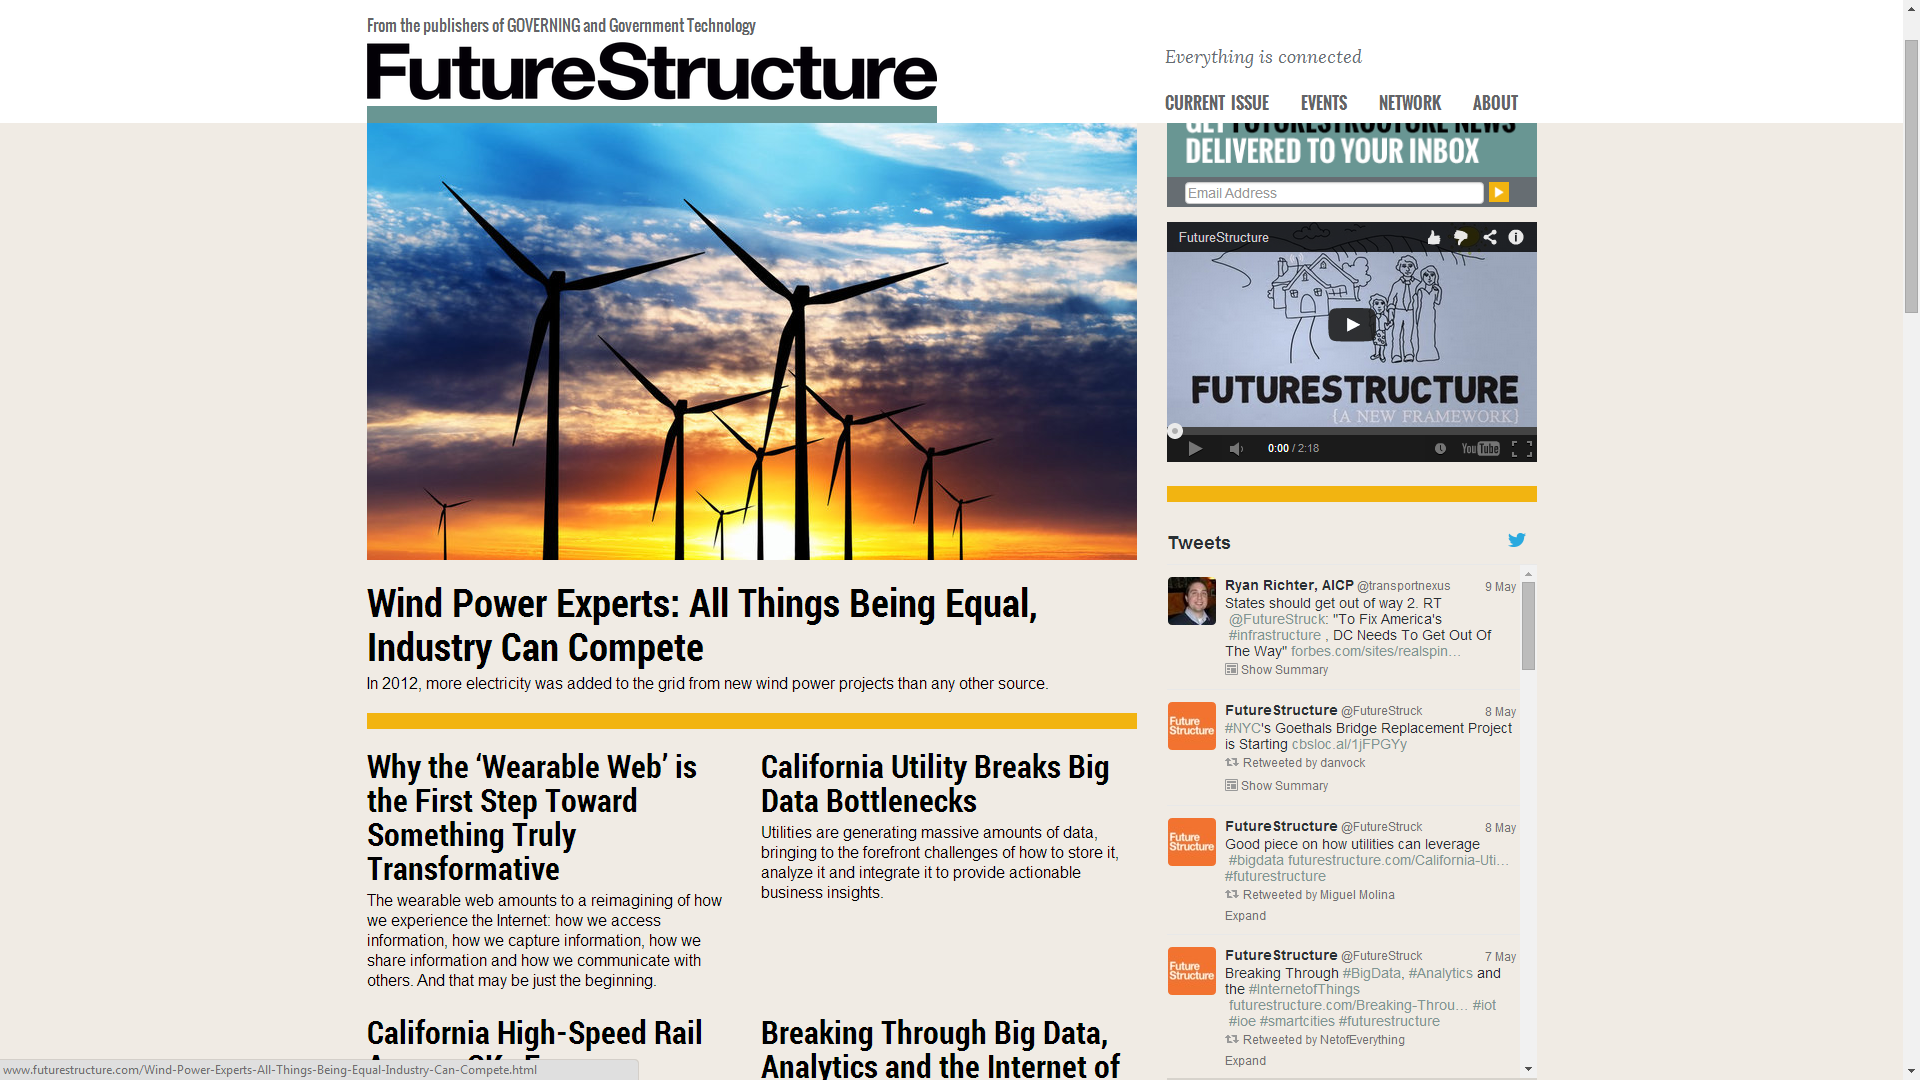 From the publishers of GOVERNING and Government Technology
FutureStructure
Everything is connected
CURRENT ISSUE
EVENTS
NETWORK
ABOUT
GET FUTURESTRUCTURE NEWS
DELIVERED TO YOUR INBOX
Email Address
FutureStructure
FUTURESTRUCTURE
{A NEW FRAMEWORK}
0:00 / 2:18
YouTube
Wind Power Experts: All Things Being Equal,
Industry Can Compete
In 2012, more electricity was added to the grid from new wind power projects than any other source.
Why the ‘Wearable Web’ is
the First Step Toward
Something Truly
Transformative
The wearable web amounts to a reimagining of how
we experience the Internet: how we access
information, how we capture information, how we
share information and how we communicate with
others. And that may be just the beginning.
California Utility Breaks Big
Data Bottlenecks
Utilities are generating massive amounts of data,
bringing to the forefront challenges of how to store it,
analyze it and integrate it to provide actionable
business insights.
California High-Speed Rail
Breaking Through Big Data,
Analytics and the Internet of
Tweets
Ryan Richter, AICP @transportnexus 9 May
States should get out of way 2. RT
@FutureStruck: "To Fix America's
#infrastructure , DC Needs To Get Out Of
The Way" forbes.com/sites/realspin…
Show Summary
Future
Structure
FutureStructure @FutureStruck 8 May
#NYC's Goethals Bridge Replacement Project
is Starting cbsloc.al/1jFPGYy
Retweeted by danvock
Show Summary
Future
Structure
FutureStructure @FutureStruck 8 May
Good piece on how utilities can leverage
#bigdata futurestructure.com/California-Uti…
#futurestructure
Retweeted by Miguel Molina
Expand
Future
Structure
FutureStructure @FutureStruck 7 May
Breaking Through #BigData, #Analytics and
the #InternetofThings
futurestructure.com/Breaking-Throu… #iot
#ioe #smartcities #futurestructure
Retweeted by NetofEverything
Expand
www.futurestructure.com/Wind-Power-Experts-All-Things-Being-Equal-Industry-Can-Compete.html